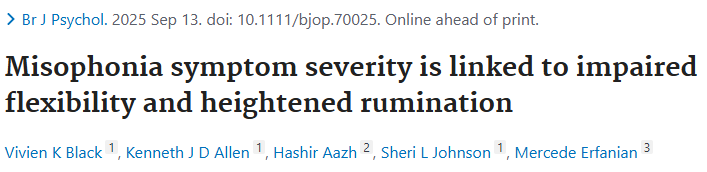 Br J Psychol. 2025 Sep 13. doi: 10.1111/bjop.70025. Online ahead of print.
Misophonia symptom severity is linked to impaired
flexibility and heightened rumination
Vivien K Black 1, Kenneth J D Allen 1, Hashir Aazh 2, Sheri L Johnson 1, Mercede Erfanian 3